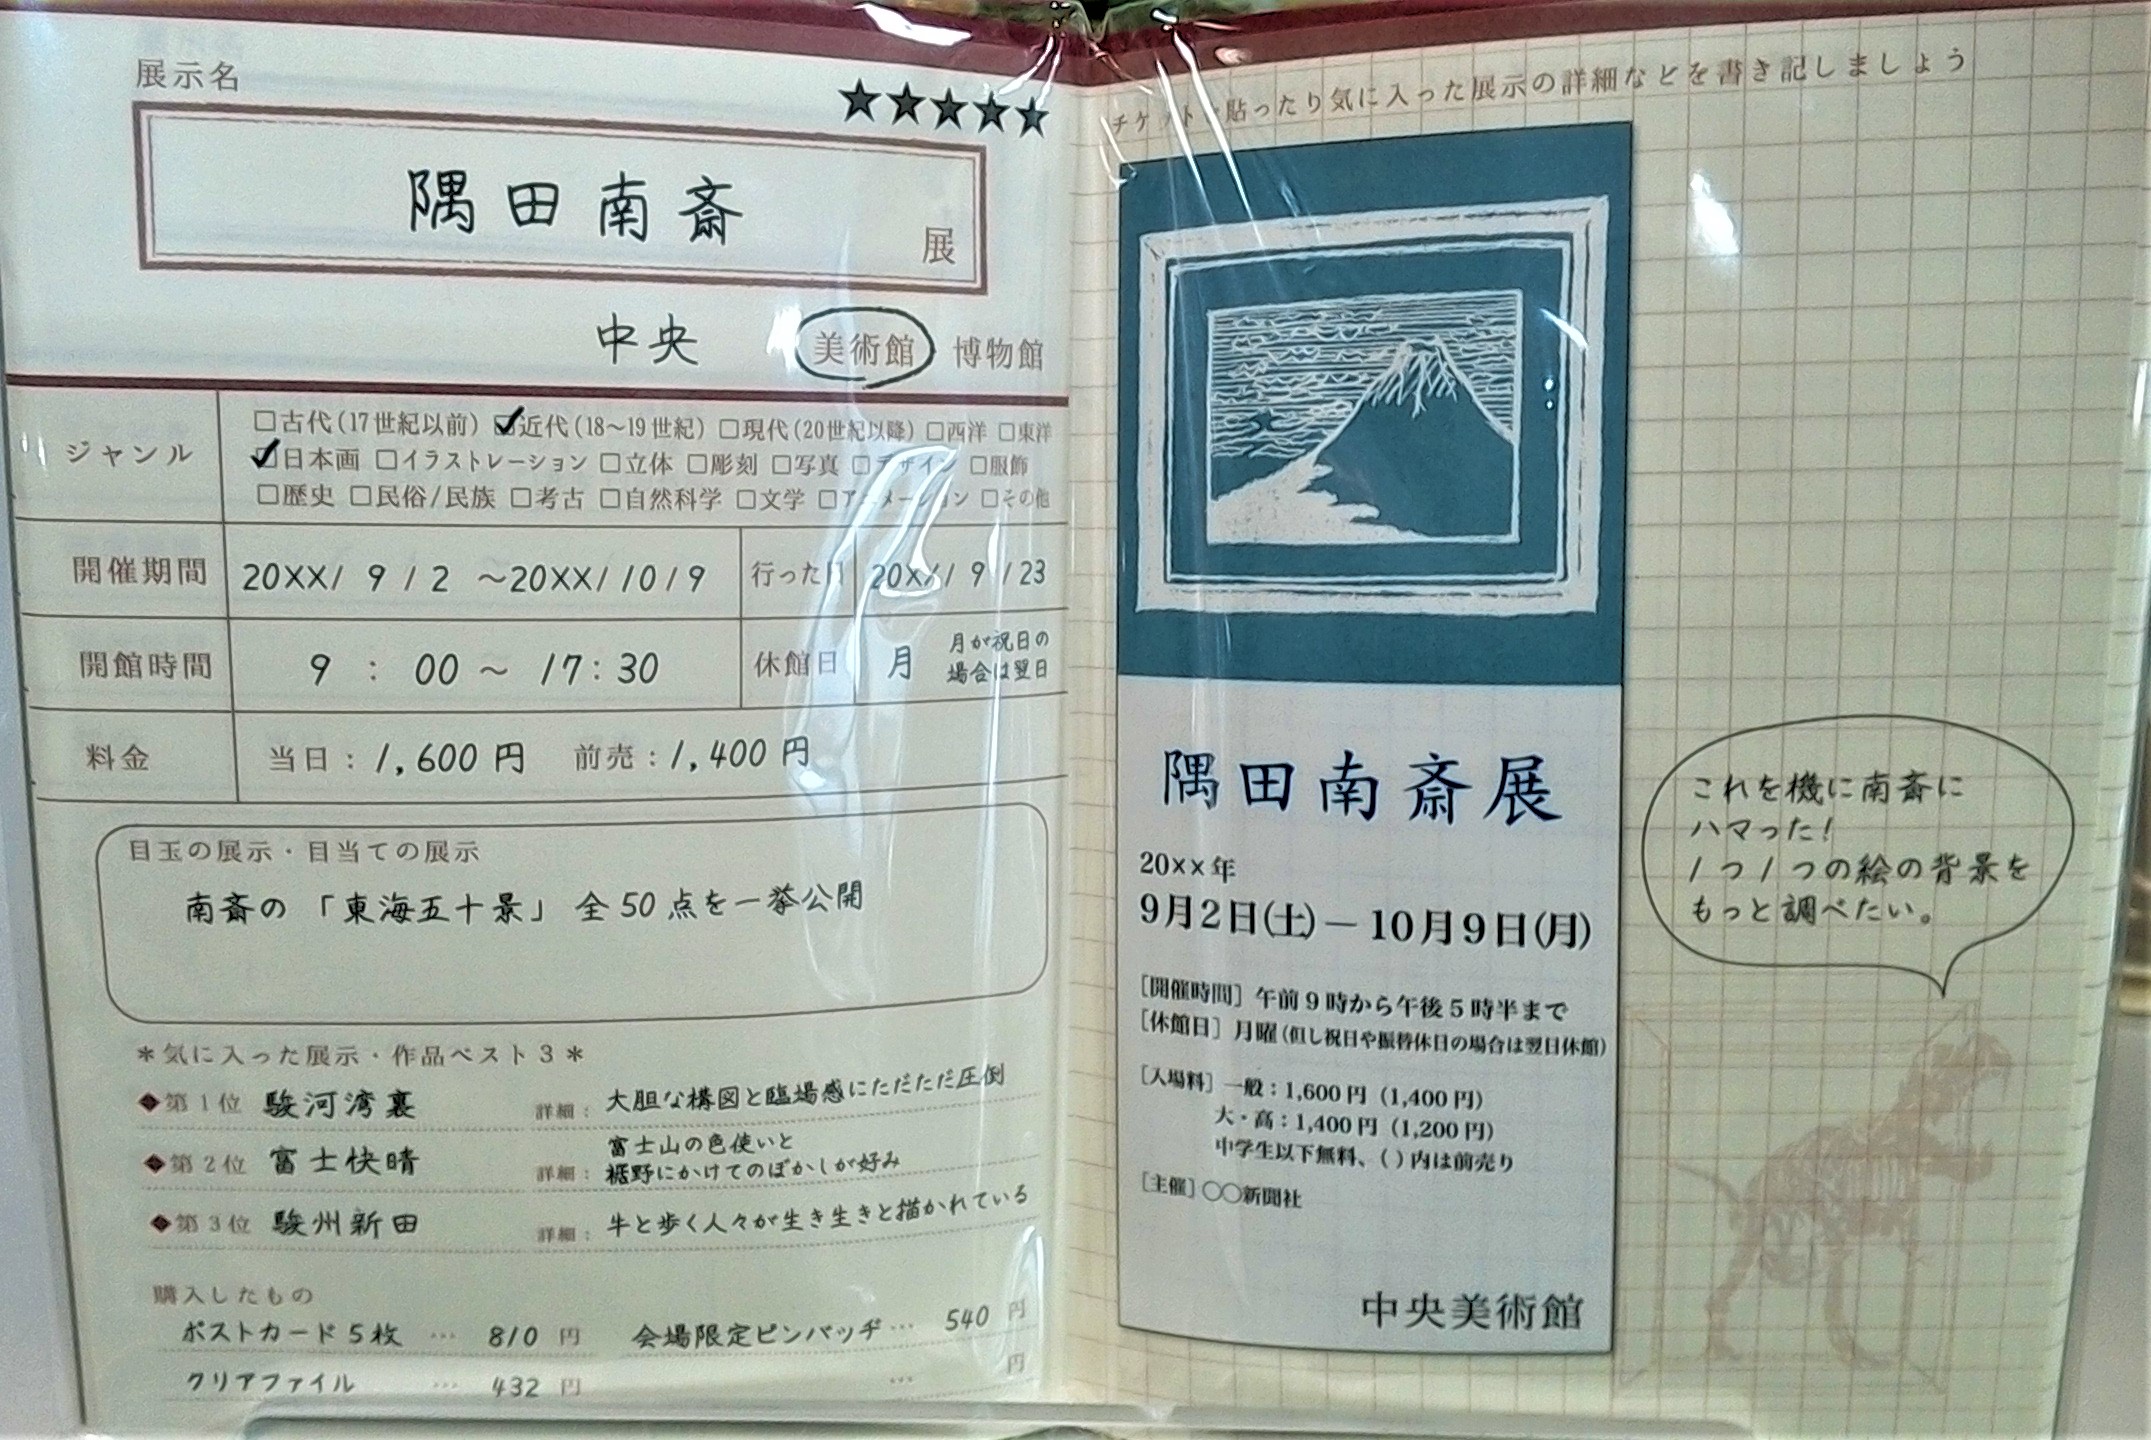 展示名
★★★★★
隅田南斎
展
中央 美術館 博物館
ジャンル
□古代(17世紀以前) ☑近代(18〜19世紀) □現代(20世紀以降) □西洋 □東洋
☑日本画 □イラストレーション □立体 □彫刻 □写真 □デザイン □服飾
□歴史 □民俗/民族 □考古 □自然科学 □文学 □アニメーション □その他
開催期間 20XX/ 9 / 2 〜20XX/10/9 行った日 20XX/ 9 /23
開館時間 9 : 00 〜 17:30 休館日 月 月が祝日の
場合は翌日
料金 当日:1,600 円 前売:1,400 円
目玉の展示・目当ての展示
南斎の「東海五十景」全50点を一挙公開
*気に入った展示・作品ベスト3*
◆第1位 駿河湾裏 詳細: 大胆な構図と臨場感にただただ圧倒
◆第2位 富士快晴 詳細: 富士山の色使いと
裾野にかけてのぼかしが好み
◆第3位 駿州新田 詳細: 牛と歩く人々が生き生きと描かれている
購入したもの
ポストカード5枚 … 810 円 会場限定ピンバッヂ… 540 円
クリアファイル … 432 円 … 円
チケットを貼ったり気に入った展示の詳細などを書き記しましょう
隅田南斎展
20××年
9月2日(土)―10月9日(月)
[開催時間]午前9時から午後5時半まで
[休館日]月曜(但し祝日や振替休日の場合は翌日休館)
[入場料]一般:1,600円(1,400円)
大・高:1,400円(1,200円)
中学生以下無料、( )内は前売り
[主催]○○新聞社
中央美術館
これを機に南斎に
ハマった!
1つ1つの絵の背景を
もっと調べたい。